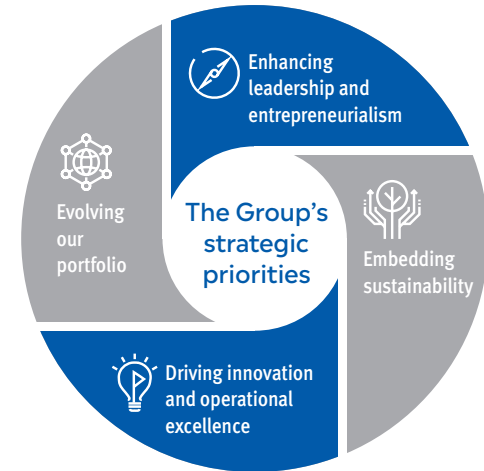 Enhancing
leadership and
entrepreneurialism
The Group's
strategic
priorities
Embedding
sustainability
Driving innovation
and operational
excellence
Evolving
our
portfolio